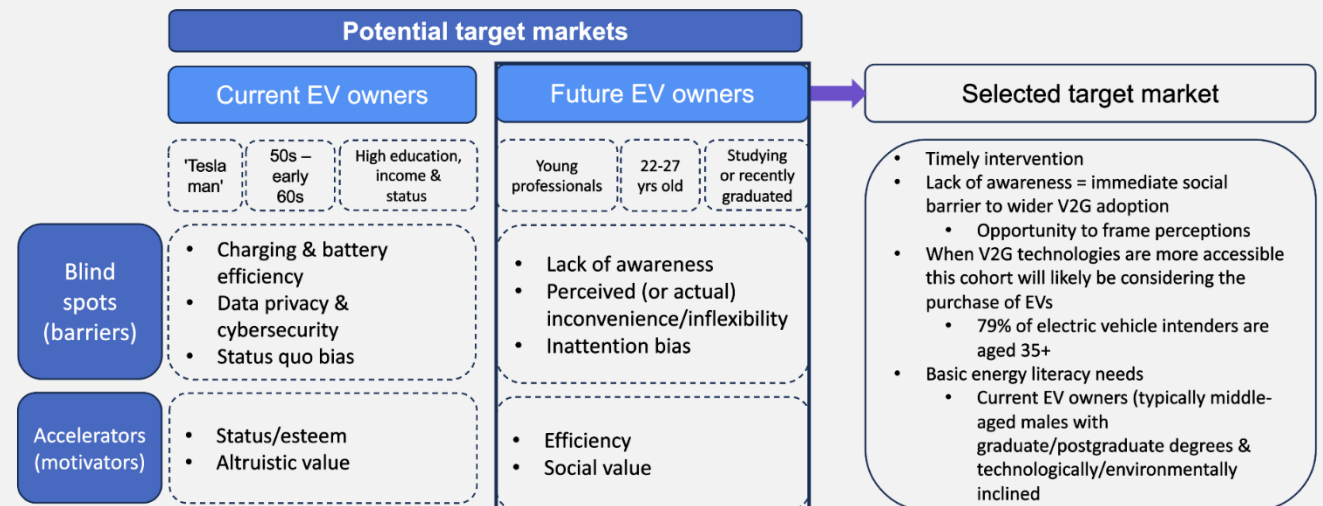 Potential target markets
Current EV owners
Future EV owners
Selected target market
'Tesla
man'
50s –
early
60s
High education,
income &
status
Young
professionals
22-27
yrs old
Studying
or recently
graduated
Blind
spots
(barriers)
• Charging & battery
efficiency
• Data privacy &
cybersecurity
• Status quo bias
• Lack of awareness
• Perceived (or actual)
inconvenience/inflexibility
• Inattention bias
Accelerators
(motivators)
• Status/esteem
• Altruistic value
• Efficiency
• Social value
• Timely intervention
• Lack of awareness = immediate social
barrier to wider V2G adoption
• Opportunity to frame perceptions
• When V2G technologies are more accessible
this cohort will likely be considering the
purchase of EVs
• 79% of electric vehicle intenders are
aged 35+
• Basic energy literacy needs
• Current EV owners (typically middle-
aged males with
graduate/postgraduate degrees &
technologically/environmentally
inclined